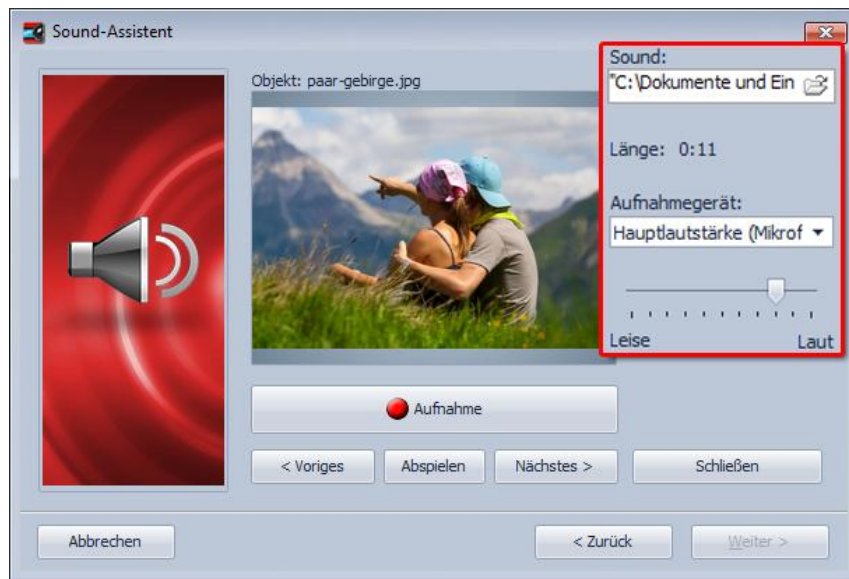 Sound-Assistent
Objekt: paar-gebirge.jpg
Sound:
"C:\Dokumente und Ein
Länge: 0:11
Aufnahmegerät:
Hauptlautstärke (Mikrof
Leise Laut
Aufnahme
< Voriges Abspielen Nächstes > Schließen
Abbrechen < Zurück Weiter >